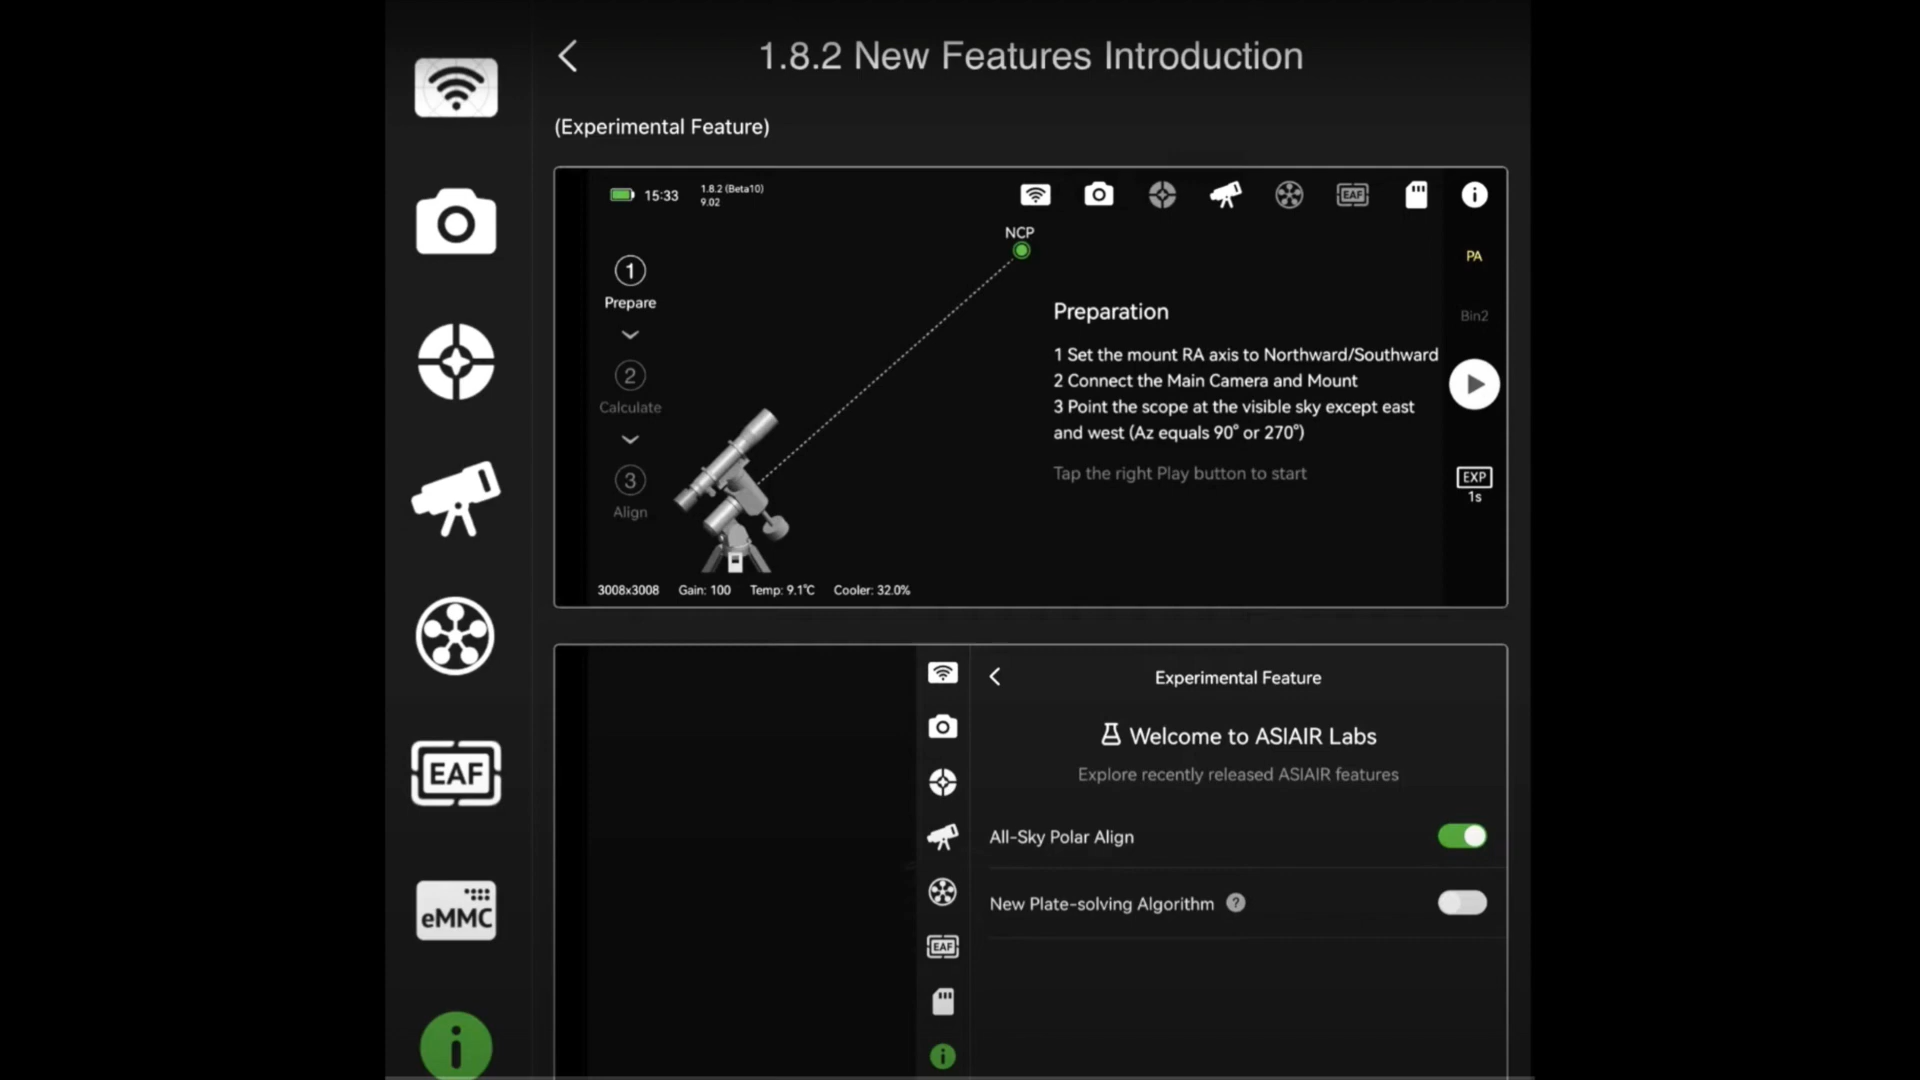 1.8.2 New Features Introduction
(Experimental Feature)
15:33
1.8.2 (Beta10)
9.02
EAF
NCP
PA
1
Prepare
Preparation
Bin2
1 Set the mount RA axis to Northward/Southward
2 Connect the Main Camera and Mount
3 Point the scope at the visible sky except east
and west (Az equals 90° or 270°)
2
Calculate
Tap the right Play button to start
EXP
1s
3
Align
3008x3008 Gain: 100 Temp: 9.1℃ Cooler: 32.0%
Experimental Feature
Welcome to ASIAIR Labs
Explore recently released ASIAIR features
All-Sky Polar Align
New Plate-solving Algorithm ?
EAF
EAF
eMMC